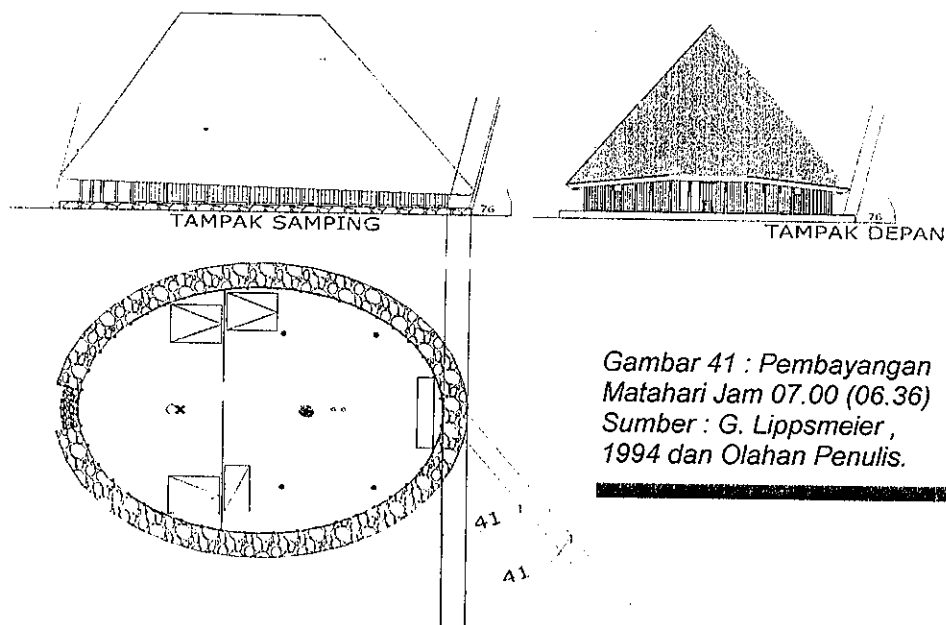 76
TAMPAK SAMPING
76
TAMPAK DEPAN
Gambar 41 : Pembayangan
Matahari Jam 07.00 (06.36)
Sumber : G. Lippsmeier ,
1994 dan Olahan Penulis.
41
41